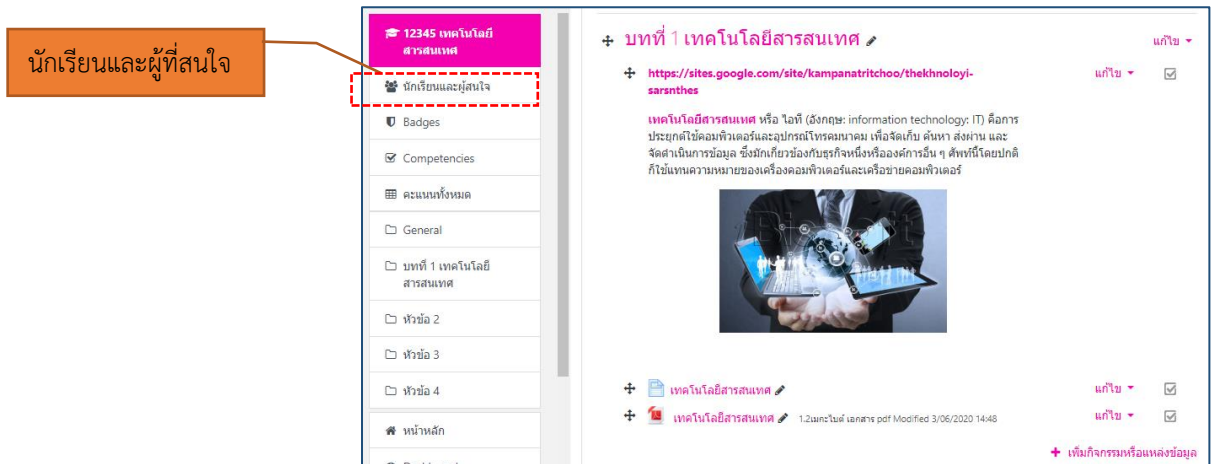 นักเรียนและผู้ที่สนใจ
12345 เทคโนโลยี
สารสนเทศ
นักเรียนและผู้สนใจ
Badges
Competencies
คะแนนทั้งหมด
General
บทที่ 1 เทคโนโลยี
สารสนเทศ
หัวข้อ 2
หัวข้อ 3
หัวข้อ 4
หน้าหลัก
บทที่ 1 เทคโนโลยีสารสนเทศ
แก้ไข
https://sites.google.com/site/kampanatritchoo/thekhnoloyi-
sarsnthes
แก้ไข
เทคโนโลยีสารสนเทศ หรือ ไอที (อังกฤษ: information technology: IT) คือการ
ประยุกต์ใช้คอมพิวเตอร์และอุปกรณ์โทรคมนาคม เพื่อจัดเก็บ ค้นหา ส่งผ่าน และ
จัดดำเนินการข้อมูล ซึ่งมักเกี่ยวข้องกับธุรกิจหนึ่งหรือองค์การอื่น ๆ ศัพท์นี้โดยปกติ
ก็ใช้แทนความหมายของเครื่องคอมพิวเตอร์และเครือข่ายคอมพิวเตอร์
เทคโนโลยีสารสนเทศ
แก้ไข
เทคโนโลยีสารสนเทศ 1.2เมกะไบต์ เอกสาร pdf Modified 3/06/2020 14:48
แก้ไข
เพิ่มกิจกรรมหรือแหล่งข้อมูล